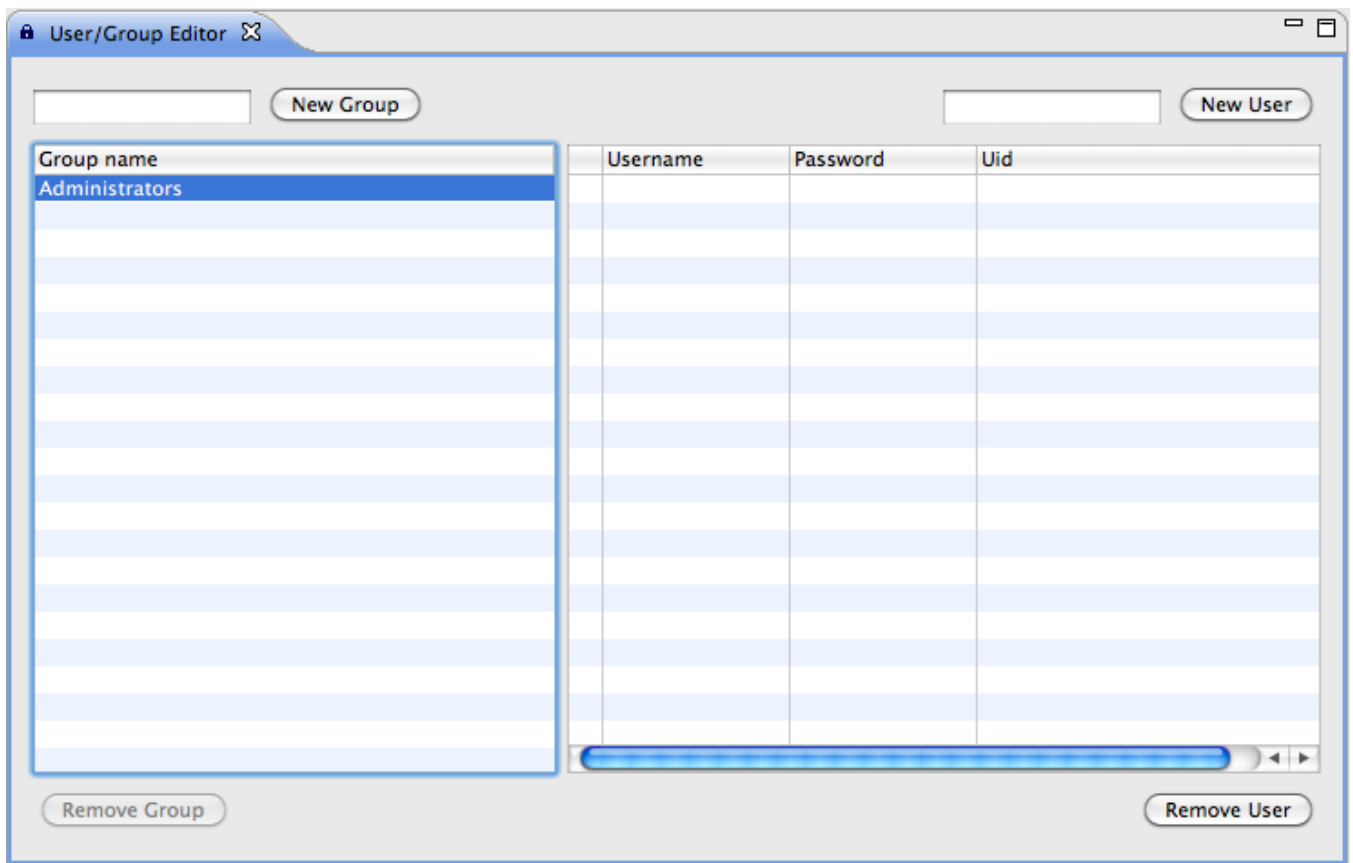 User/Group Editor
New Group
New User
Group name
Username Password Uid
Administrators
Remove Group
Remove User